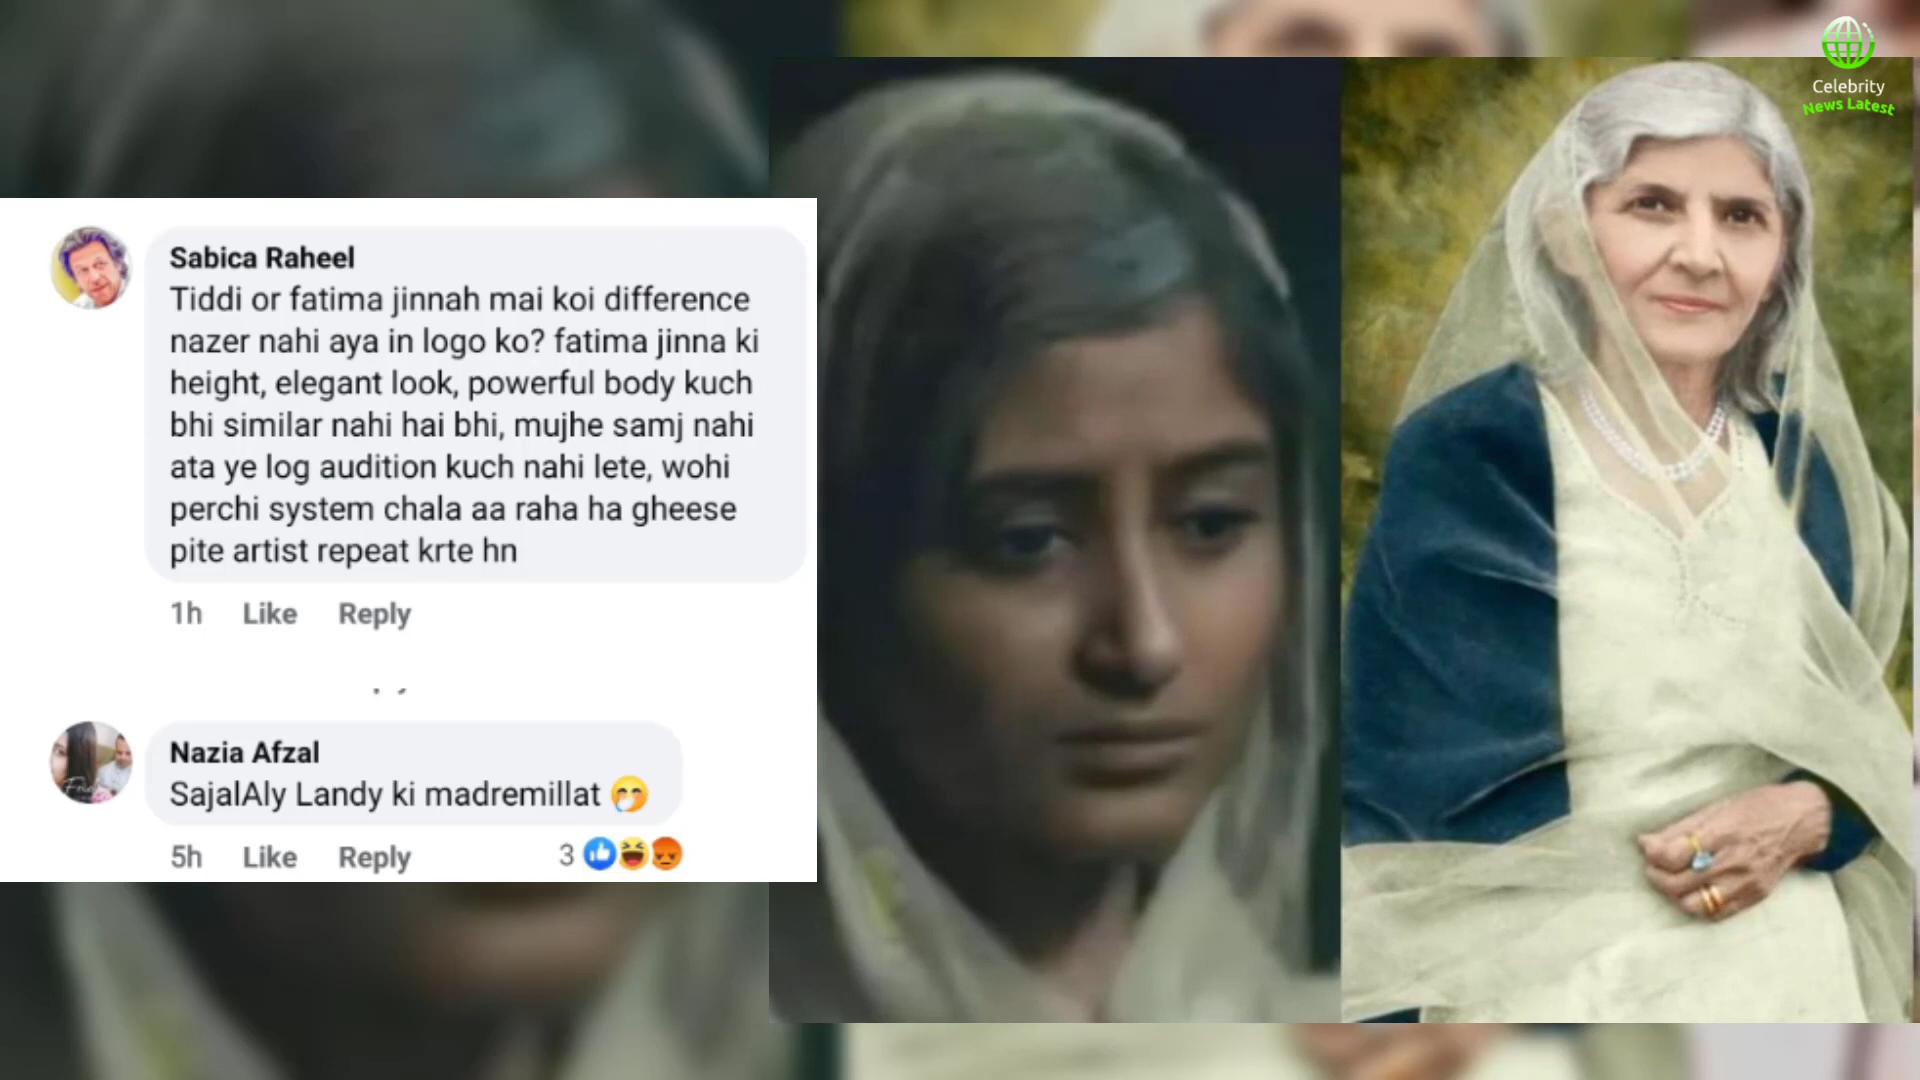 Celebrity
News Latest
Sabica Raheel
Tiddi or fatima jinnah mai koi difference
nazer nahi aya in logo ko? fatima jinna ki
height, elegant look, powerful body kuch
bhi similar nahi hai bhi, mujhe samj nahi
ata ye log audition kuch nahi lete, wohi
perchi system chala aa raha ha gheese
pite artist repeat krte hn
1h Like Reply
Nazia Afzal
SajalAly Landy ki madremillat 🤭
5h Like Reply 3